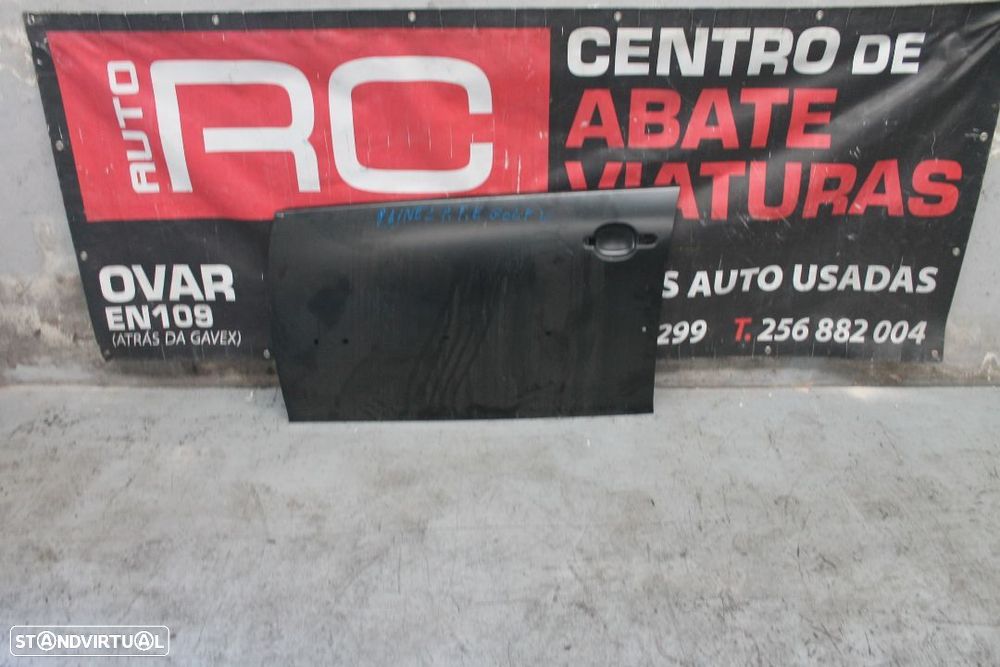 AUTO
RC
CENTRO DE
ABATE
VIATURAS
OVAR
EN109
(ATRÁS DA GAVEX)
S AUTO USADAS
299 T. 256 882 004
STANDVIRTUAL